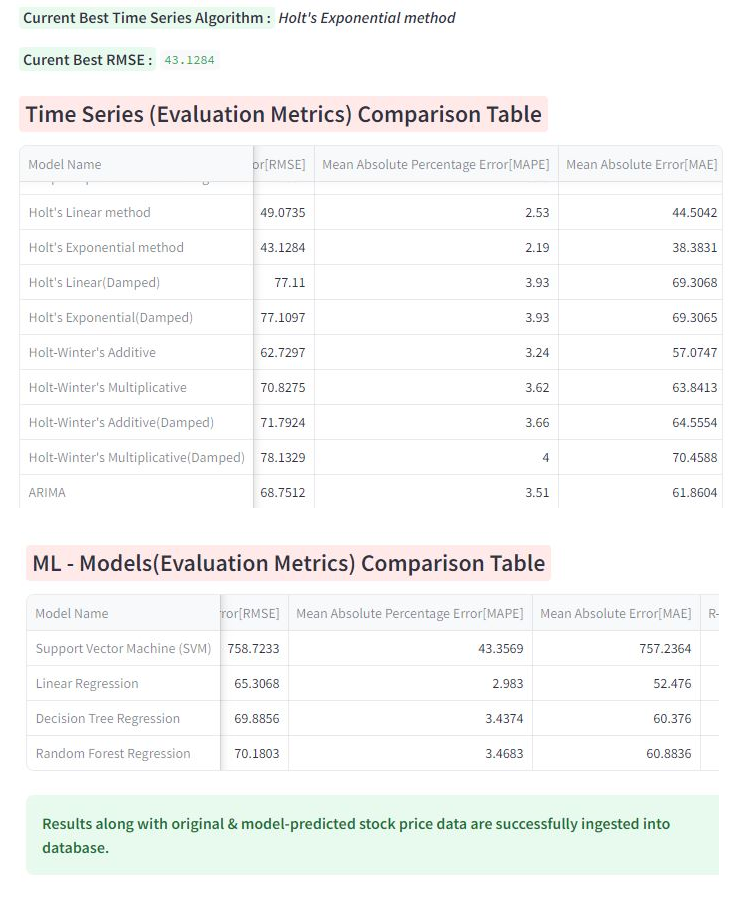 Current Best Time Series Algorithm : Holt's Exponential method
Curent Best RMSE : 43.1284
Time Series (Evaluation Metrics) Comparison Table
Model Name or[RMSE] Mean Absolute Percentage Error[MAPE] Mean Absolute Error[MAE]
Holt's Linear method 49.0735 2.53 44.5042
Holt's Exponential method 43.1284 2.19 38.3831
Holt's Linear(Damped) 77.11 3.93 69.3068
Holt's Exponential(Damped) 77.1097 3.93 69.3065
Holt-Winter's Additive 62.7297 3.24 57.0747
Holt-Winter's Multiplicative 70.8275 3.62 63.8413
Holt-Winter's Additive(Damped) 71.7924 3.66 64.5554
Holt-Winter's Multiplicative(Damped) 78.1329 4 70.4588
ARIMA 68.7512 3.51 61.8604
ML - Models(Evaluation Metrics) Comparison Table
Model Name ror[RMSE] Mean Absolute Percentage Error[MAPE] Mean Absolute Error[MAE] R-
Support Vector Machine (SVM) 758.7233 43.3569 757.2364
Linear Regression 65.3068 2.983 52.476
Decision Tree Regression 69.8856 3.4374 60.376
Random Forest Regression 70.1803 3.4683 60.8836
Results along with original & model-predicted stock price data are successfully ingested into
database.